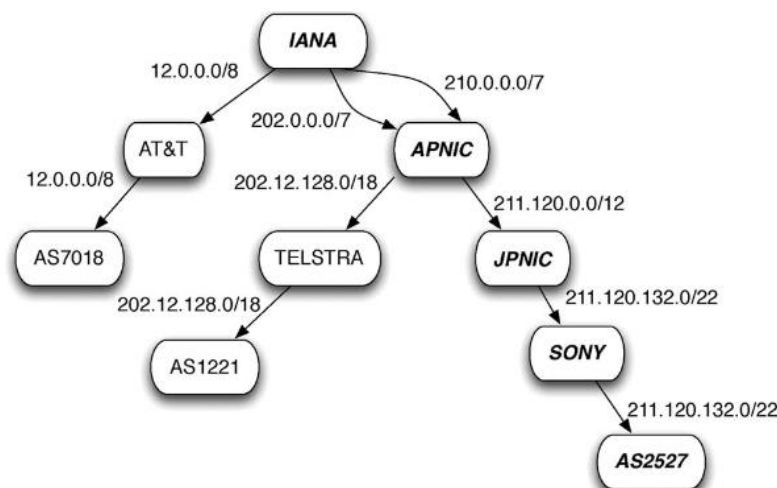 IANA
12.0.0.0/8
210.0.0.0/7
202.0.0.0/7
AT&T
APNIC
12.0.0.0/8
202.12.128.0/18
211.120.0.0/12
AS7018
TELSTRA
JPNIC
202.12.128.0/18
211.120.132.0/22
AS1221
SONY
211.120.132.0/22
AS2527